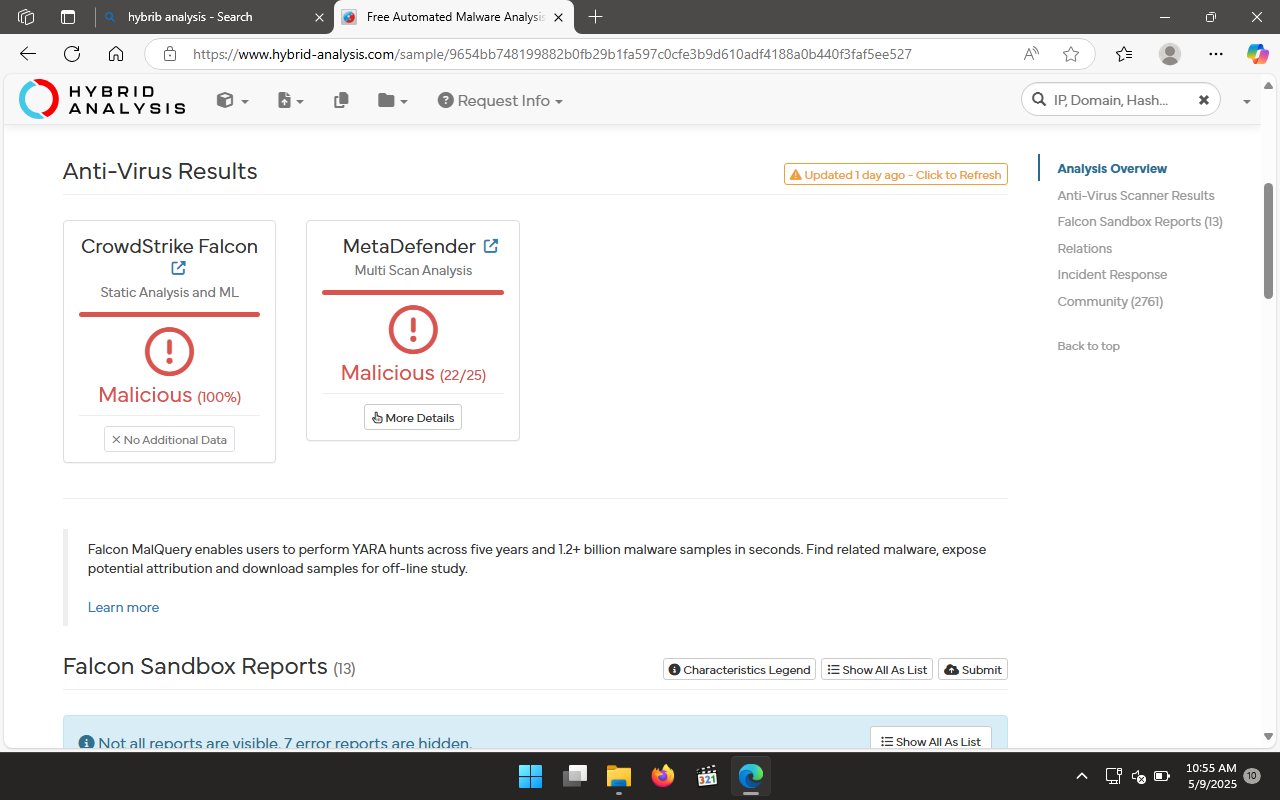 hybrib analysis - Search
Free Automated Malware Analysis
https://www.hybrid-analysis.com/sample/9654bb748199882b0fb29b1fa597c0cfe3b9d610adf4188a0b440f3faf5ee527
HYBRID
ANALYSIS
Request Info
IP, Domain, Hash...
Anti-Virus Results
Updated 1 day ago - Click to Refresh
CrowdStrike Falcon
Static Analysis and ML
Malicious (100%)
No Additional Data
MetaDefender
Multi Scan Analysis
Malicious (22/25)
More Details
Analysis Overview
Anti-Virus Scanner Results
Falcon Sandbox Reports (13)
Relations
Incident Response
Community (2761)
Back to top
Falcon MalQuery enables users to perform YARA hunts across five years and 1.2+ billion malware samples in seconds. Find related malware, expose
potential attribution and download samples for off-line study.
Learn more
Falcon Sandbox Reports (13)
Characteristics Legend
Show All As List
Submit
Not all reports are visible. 7 error reports are hidden.
Show All As List
321
10:55 AM
5/9/2025
10